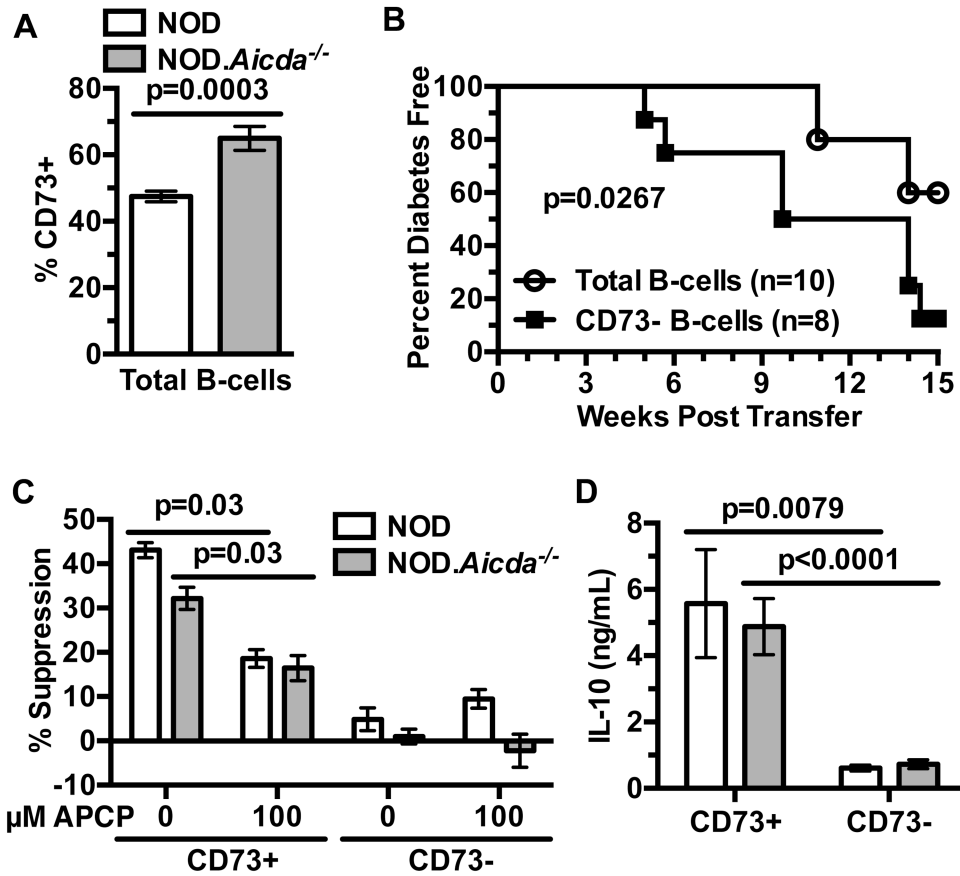 A
NOD
NOD.Aicda-/-
p=0.0003
% CD73+
80
60
40
20
0
Total B-cells
B
Percent Diabetes Free
100
80
60
40
20
0
p=0.0267
Total B-cells (n=10)
CD73- B-cells (n=8)
0 3 6 9 12 15
Weeks Post Transfer
C
p=0.03
p=0.03
NOD
NOD.Aicda-/-
% Suppression
50
40
30
20
10
0
-10
µM APCP 0 100 0 100
CD73+ CD73-
D
p=0.0079
p<0.0001
IL-10 (ng/mL)
8
6
4
2
0
CD73+ CD73-